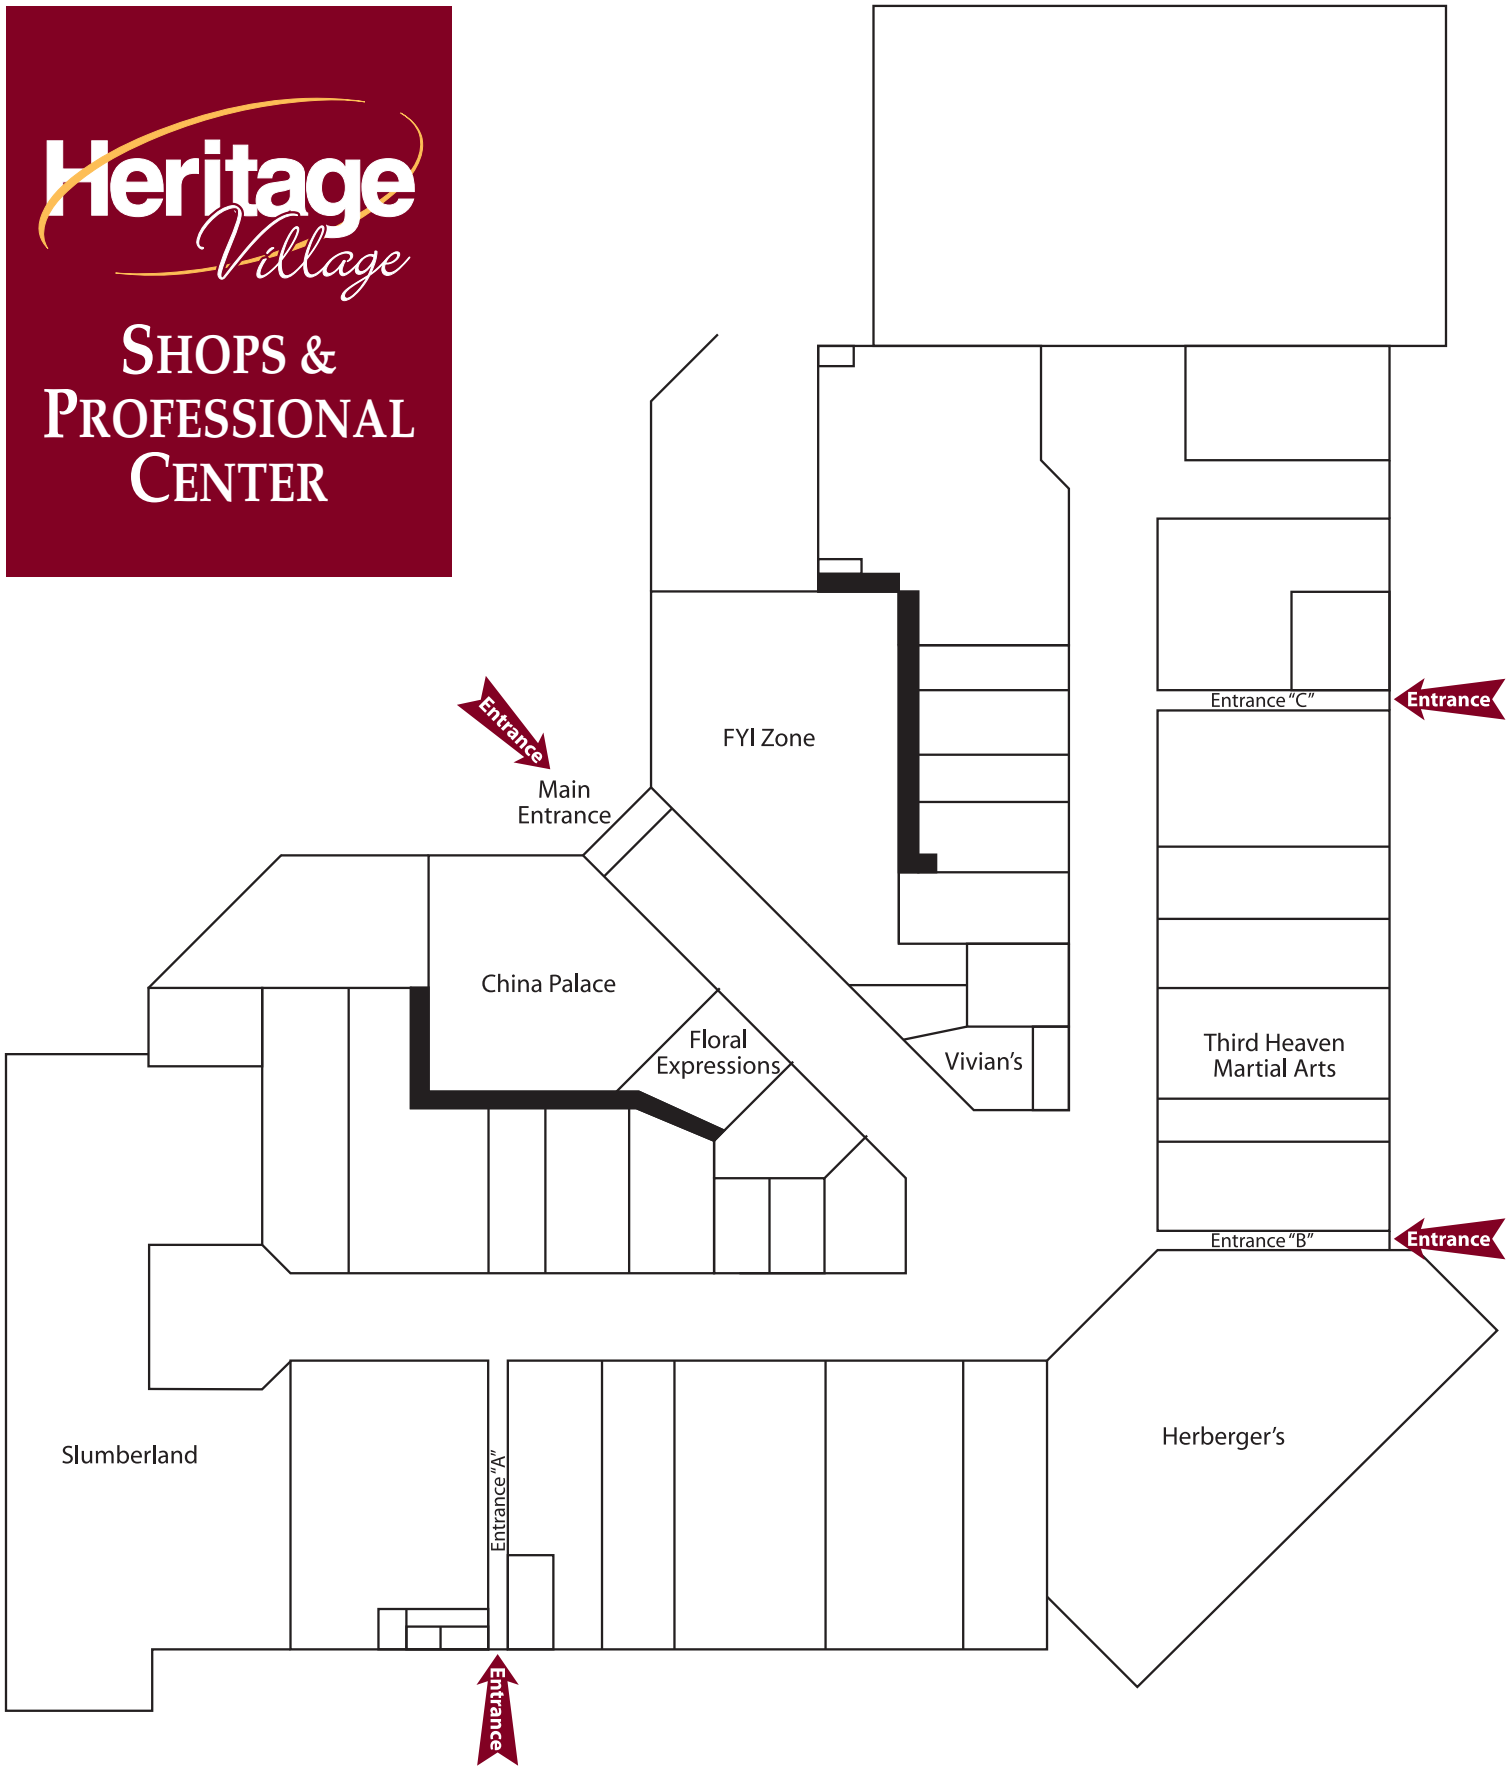 Heritage
Village
SHOPS &
PROFESSIONAL
CENTER
Entrance
Main
Entrance
FYI Zone
Entrance "C"
Entrance
China Palace
Floral
Expressions
Vivian's
Third Heaven
Martial Arts
Entrance "B"
Entrance
Slumberland
Entrance "A"
Herberger's
Entrance